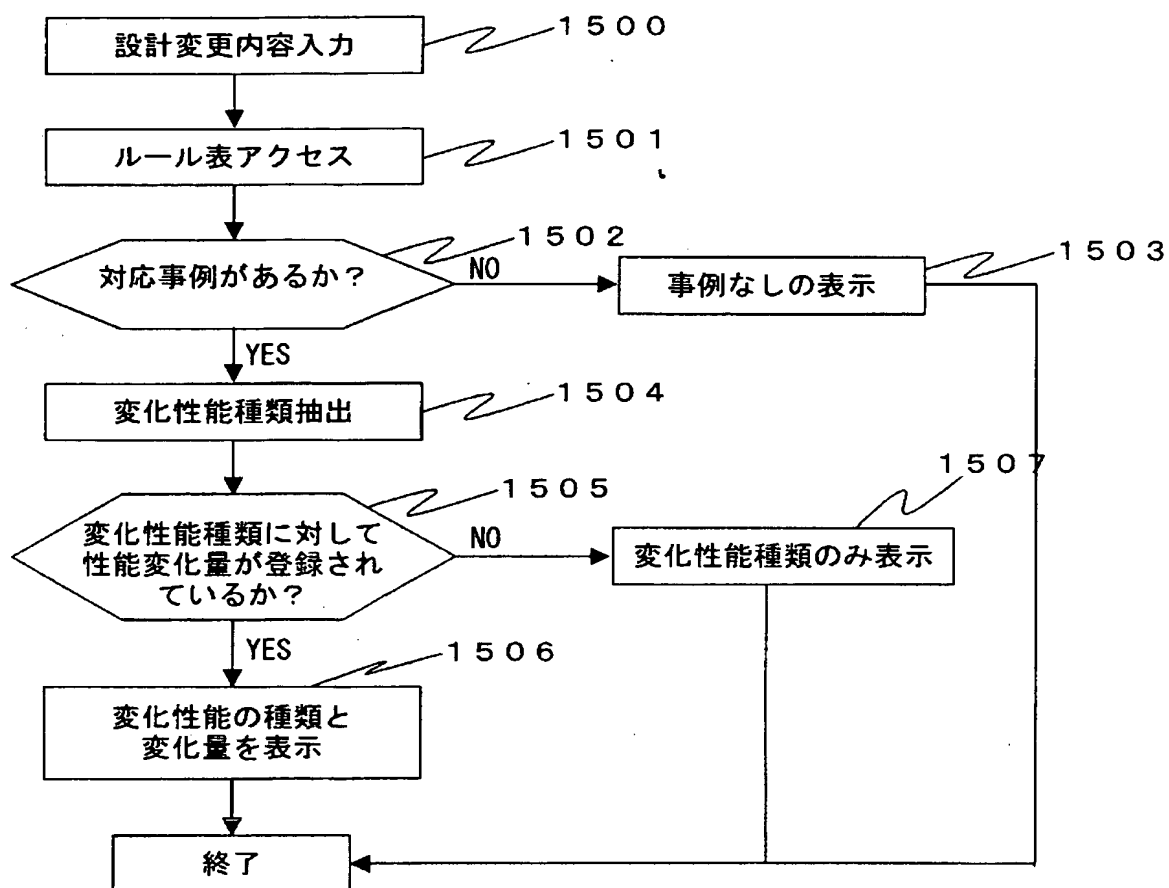 設計変更内容入力
1500
ルール表アクセス
1501
対応事例があるか？
1502
NO
事例なしの表示
1503
YES
変化性能種類抽出
1504
変化性能種類に対して
性能変化量が登録され
ているか？
1505
NO
変化性能種類のみ表示
1507
YES
変化性能の種類と
変化量を表示
1506
終了